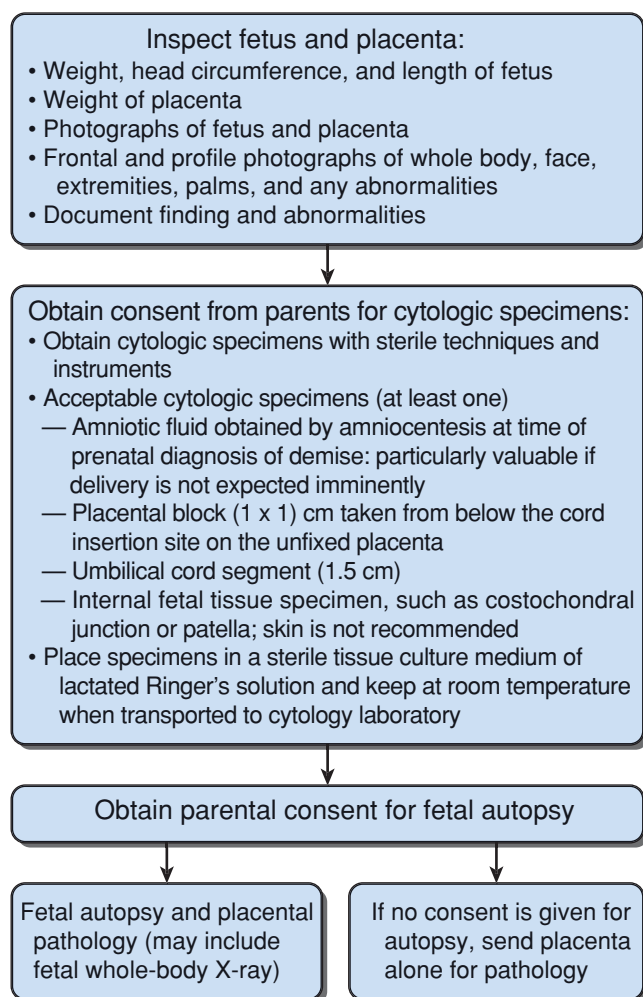 Inspect fetus and placenta:
• Weight, head circumference, and length of fetus
• Weight of placenta
• Photographs of fetus and placenta
• Frontal and profile photographs of whole body, face,
extremities, palms, and any abnormalities
• Document finding and abnormalities
Obtain consent from parents for cytologic specimens:
• Obtain cytologic specimens with sterile techniques and
instruments
• Acceptable cytologic specimens (at least one)
— Amniotic fluid obtained by amniocentesis at time of
prenatal diagnosis of demise: particularly valuable if
delivery is not expected imminently
— Placental block (1 x 1) cm taken from below the cord
insertion site on the unfixed placenta
— Umbilical cord segment (1.5 cm)
— Internal fetal tissue specimen, such as costochondral
junction or patella; skin is not recommended
• Place specimens in a sterile tissue culture medium of
lactated Ringer's solution and keep at room temperature
when transported to cytology laboratory
Obtain parental consent for fetal autopsy
Fetal autopsy and placental
pathology (may include
fetal whole-body X-ray)
If no consent is given for
autopsy, send placenta
alone for pathology